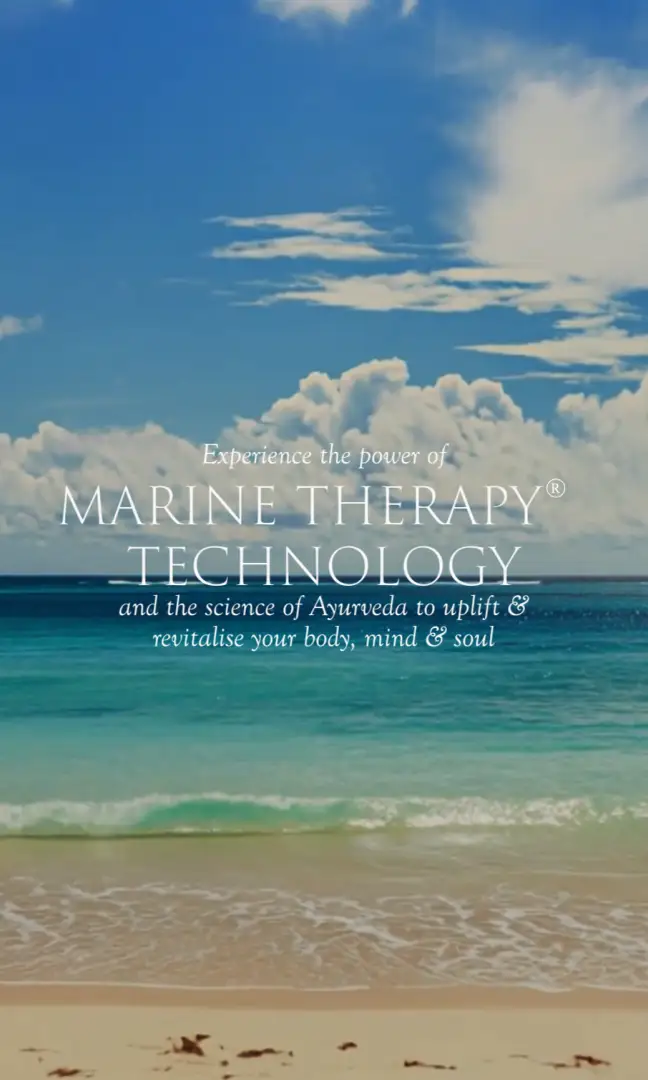 Experience the power of
MARINE THERAPY®
TECHNOLOGY
and the science of Ayurveda to uplift &
revitalise your body, mind & soul